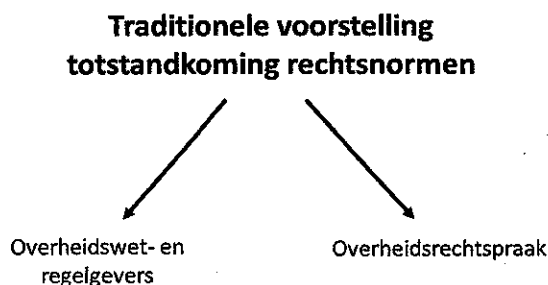 Traditionele voorstelling
totstandkoming rechtsnormen
Overheidswet- en
regelgevers
Overheidsrechtspraak